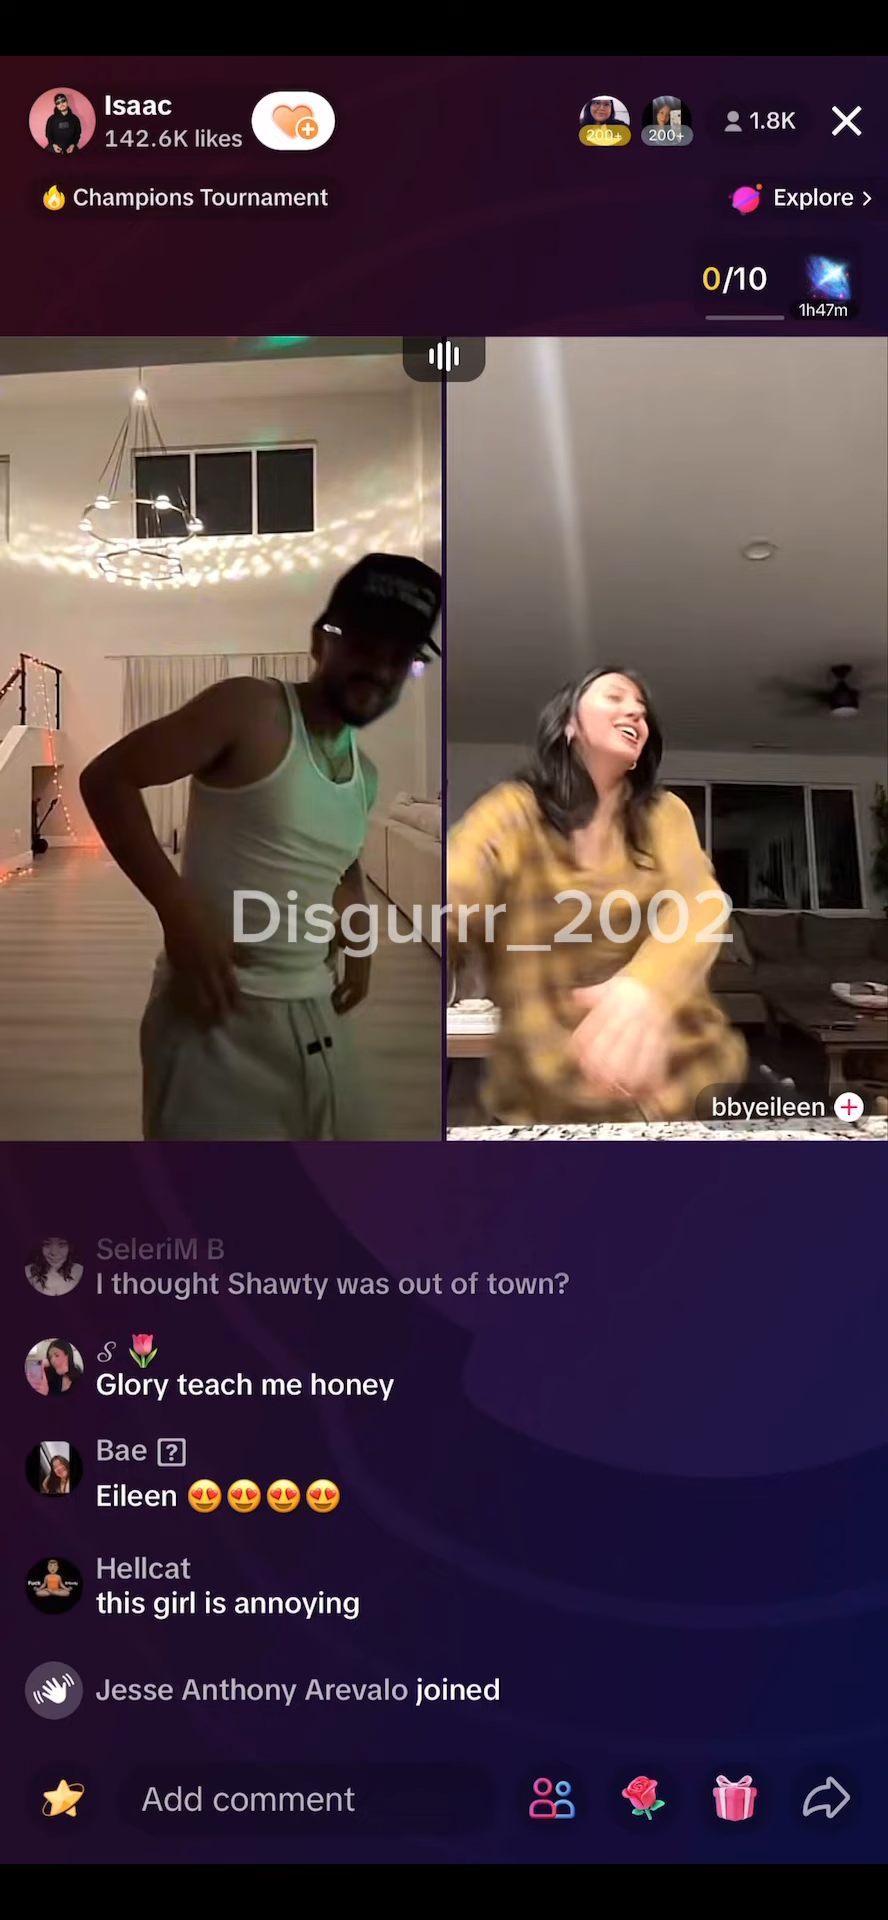 Isaac
142.6K likes
200+
200+
1.8K
Champions Tournament
Explore >
0/10
1h47m
Disgurrr_2002
bbyeileen
SeleriM B
I thought Shawty was out of town?
𝓢 🌷
Glory teach me honey
Bae
Eileen 😍😍😍😍
Hellcat
this girl is annoying
Jesse Anthony Arevalo joined
Add comment